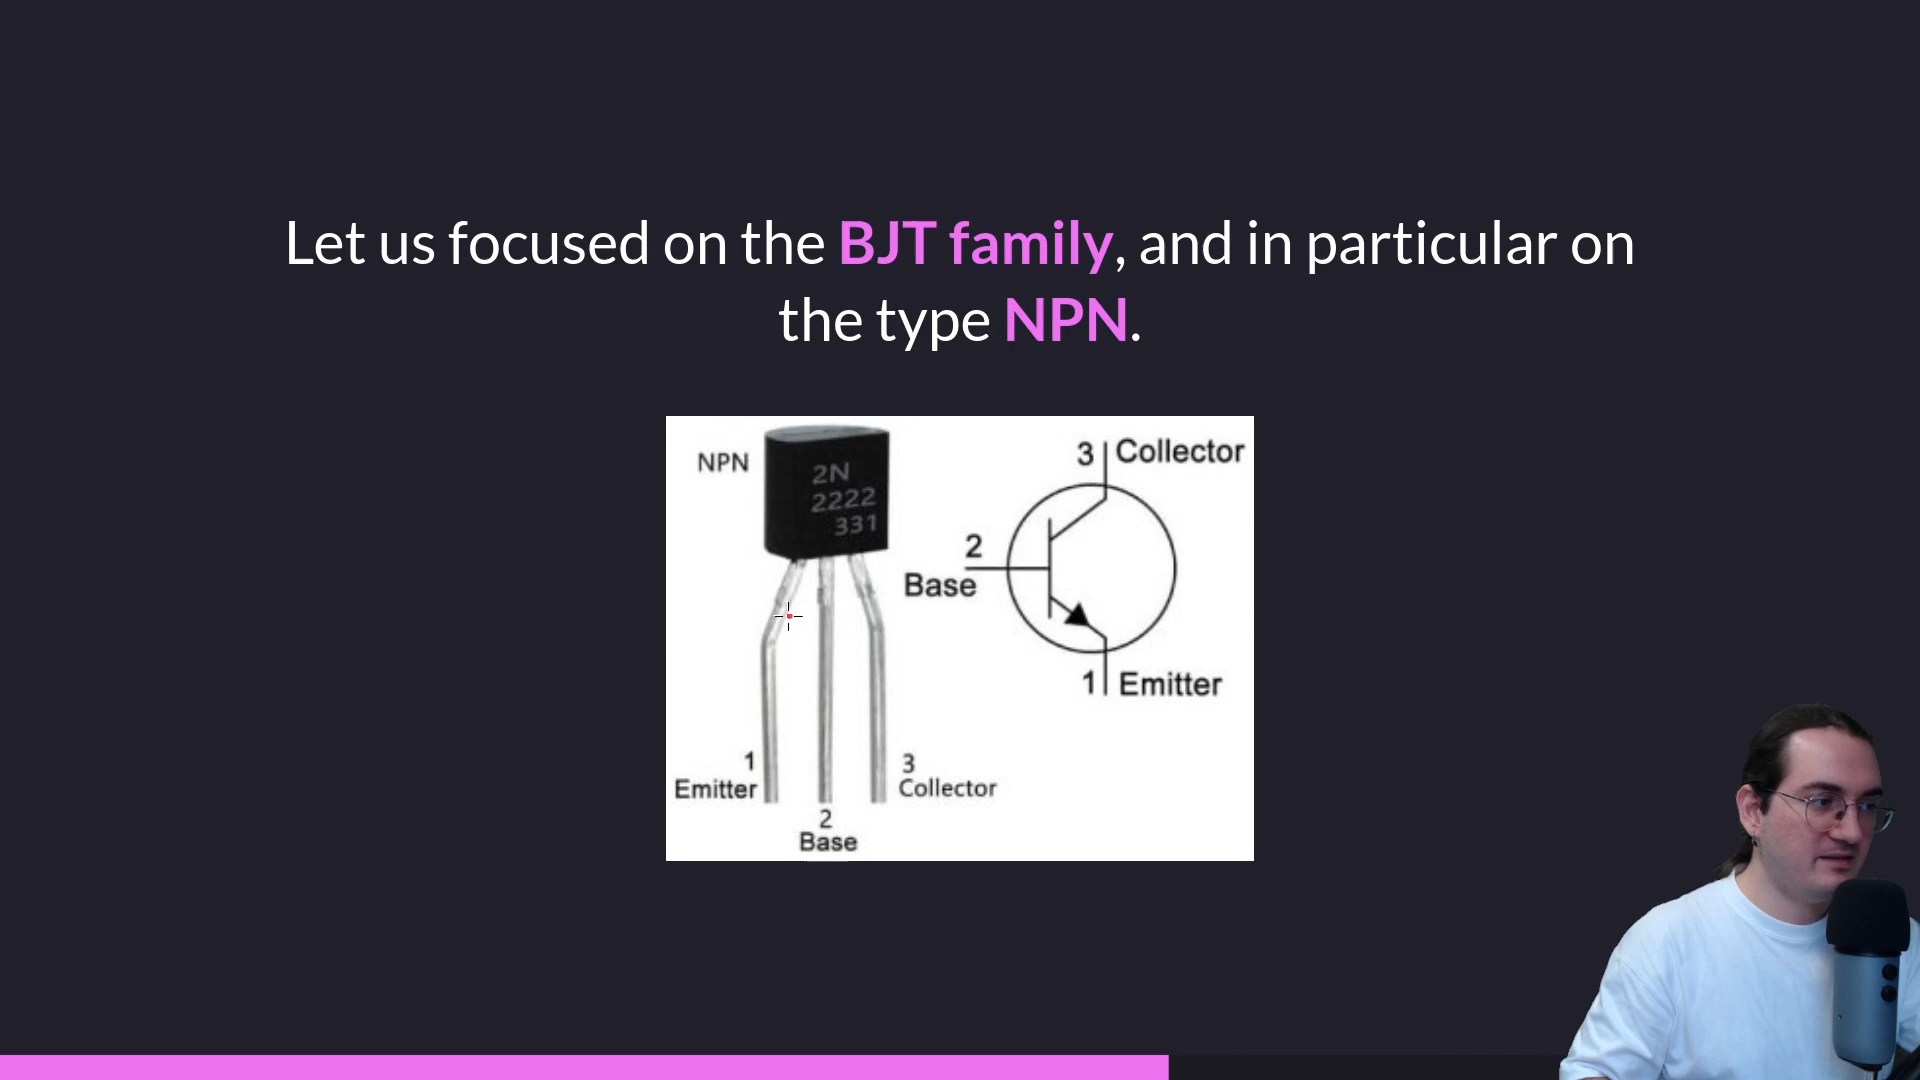 Let us focused on the BJT family, and in particular on
the type NPN.
NPN
2N
2222
331
3 Collector
2
Base
1 Emitter
1
Emitter
2
Base
3
Collector